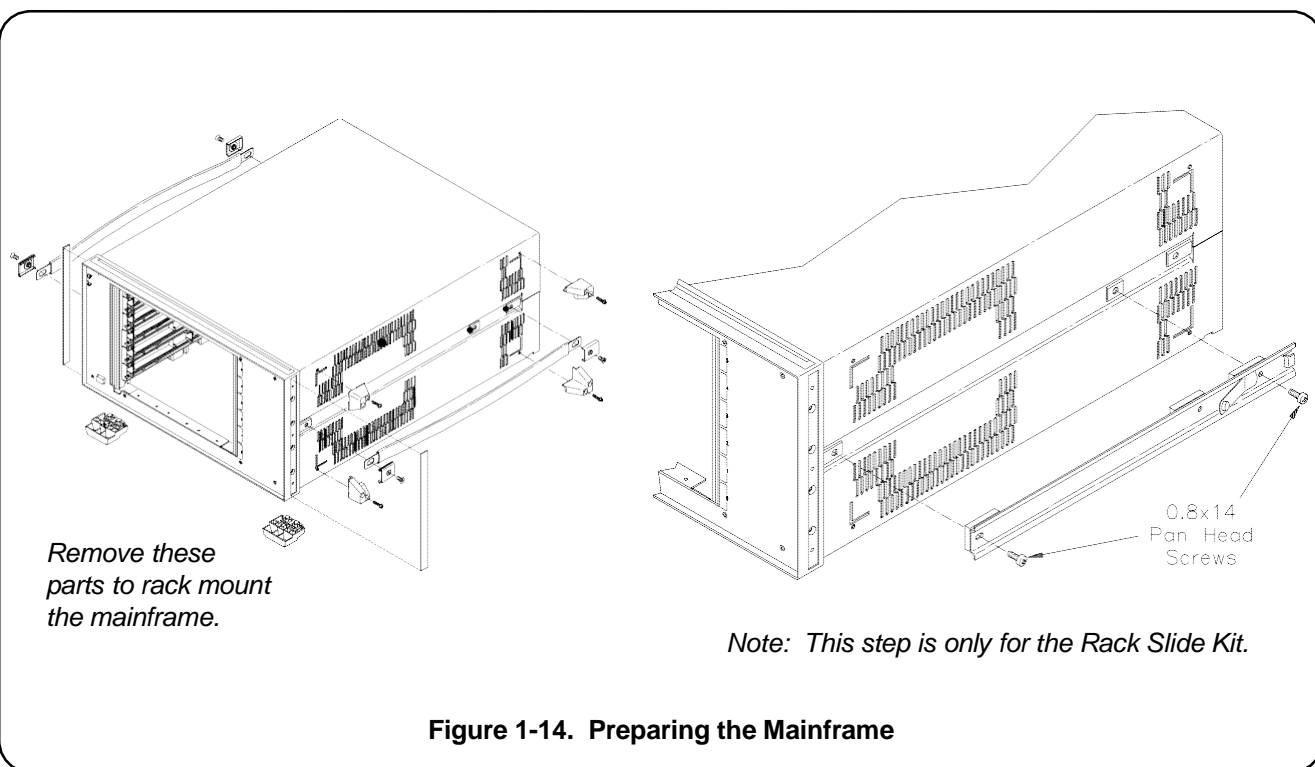 Remove these
parts to rack mount
the mainframe.
0.8x14
Pan Head
Screws
Note: This step is only for the Rack Slide Kit.
Figure 1-14. Preparing the Mainframe